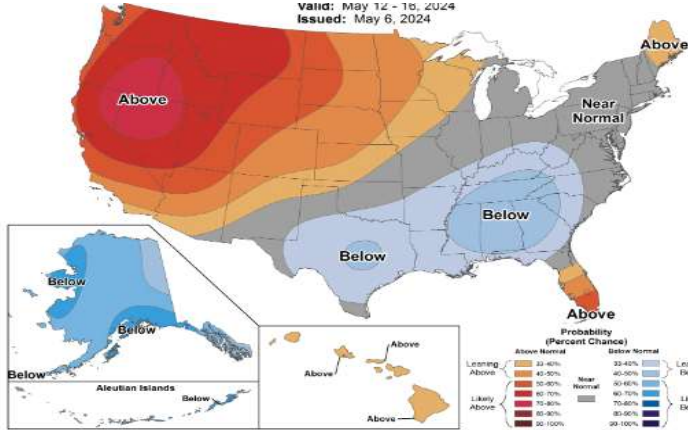 Valid: May 12 - 16, 2024
Issued: May 6, 2024
Above
Above
Near
Normal
Below
Below
Above
Below
Below
Below
Aleutian Islands
Below
Above
Above
Above
Probability
(Percent Chance)
Above Normal
Below Normal
Leaning
Above
33-40%
40-50%
50-60%
Likely
Above
60-70%
70-80%
80-90%
90-100%
Near
Normal
33-40%
40-50%
50-60%
60-70%
70-80%
80-90%
90-100%
Leaning
Likely